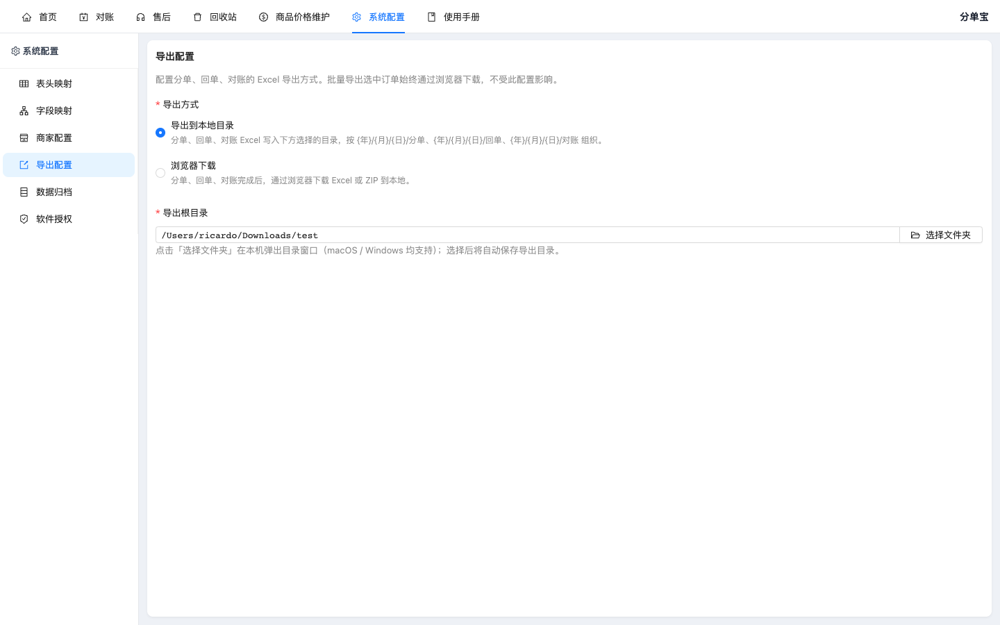 首页 对账 售后 回收站 商品价格维护 系统配置 使用手册 分单宝
系统配置
表头映射
字段映射
商家配置
导出配置
数据归档
软件授权
导出配置
配置分单、回单、对账的 Excel 导出方式。批量导出选中订单始终通过浏览器下载，不受此配置影响。
* 导出方式
导出到本地目录
分单、回单、对账 Excel 写入下方选择的目录，按 {年}/{月}/{日}/分单、{年}/{月}/{日}/回单、{年}/{月}/{日}/对账 组织。
浏览器下载
分单、回单、对账完成后，通过浏览器下载 Excel 或 ZIP 到本地。
* 导出根目录
/Users/ricardo/Downloads/test
选择文件夹
点击「选择文件夹」在本机弹出目录窗口（macOS / Windows 均支持）；选择后将自动保存导出目录。